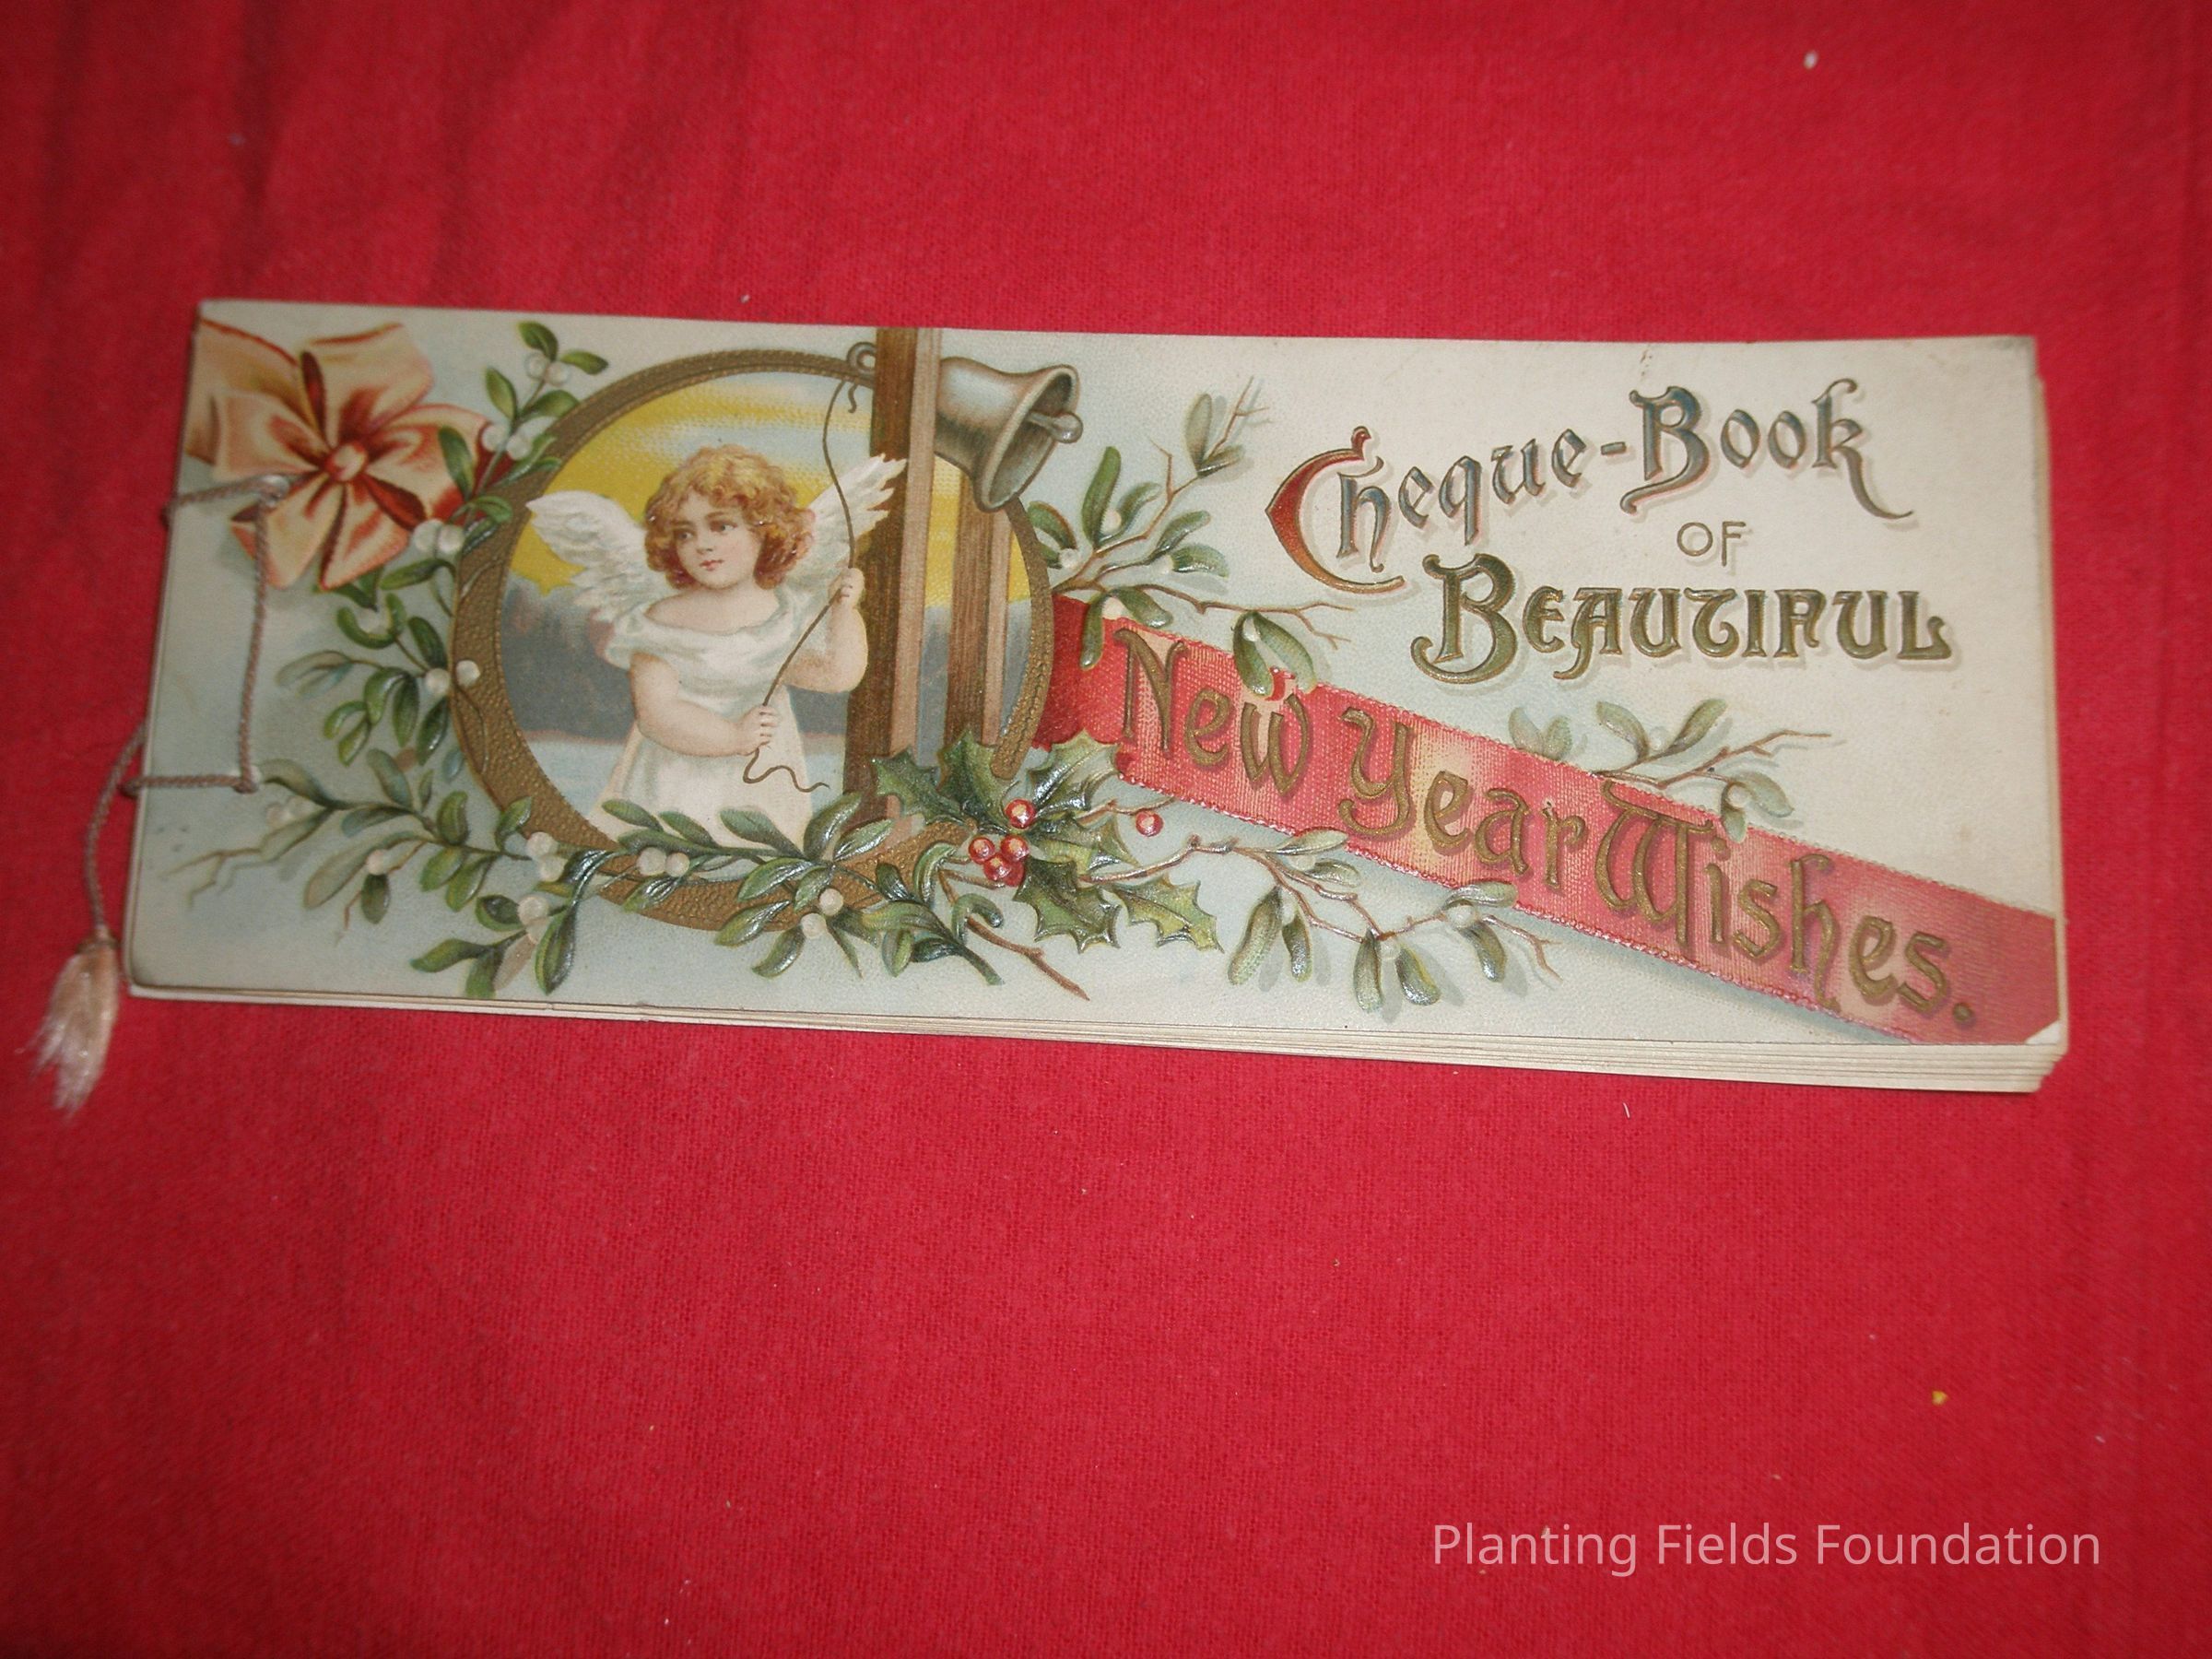 Cheque-Book
OF
BEAUTIFUL
New Year Wishes.
Planting Fields Foundation